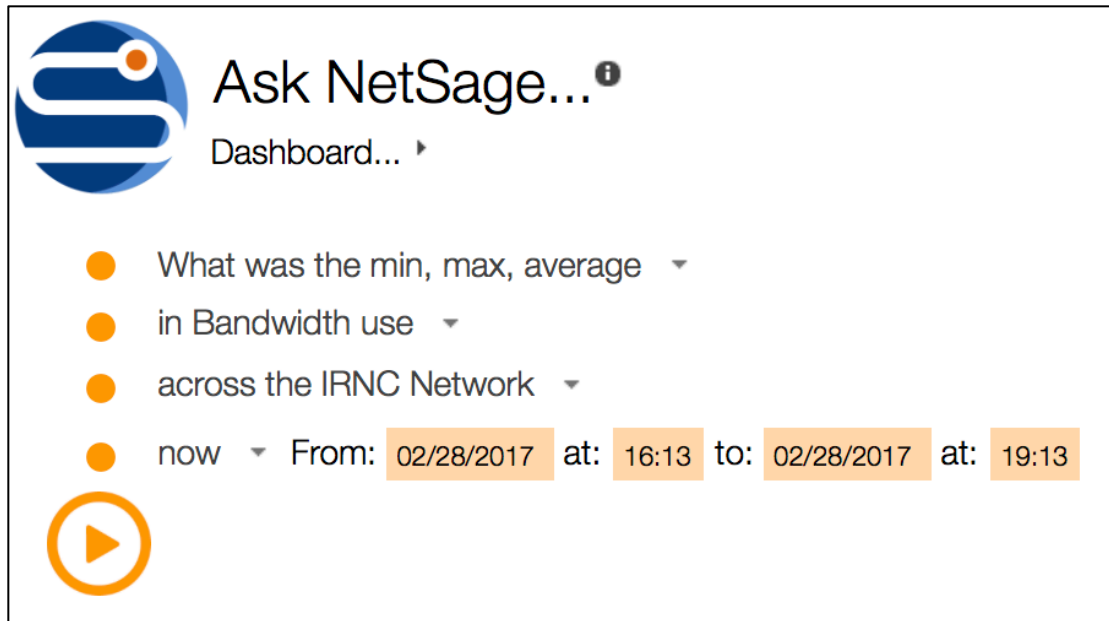 Ask NetSage...
Dashboard...
What was the min, max, average
in Bandwidth use
across the IRNC Network
now From: 02/28/2017 at: 16:13 to: 02/28/2017 at: 19:13